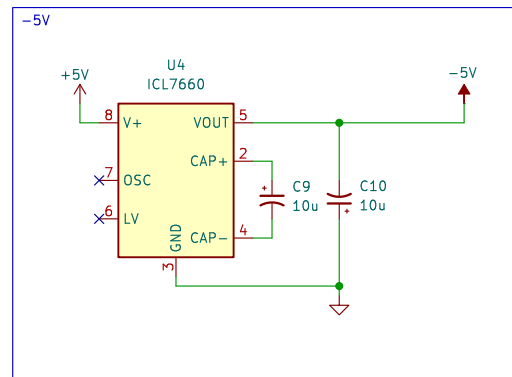 -5V
+5V
U4
ICL7660
-5V
8
V+
VOUT
5
CAP+
2
7
OSC
C9
10u
C10
10u
6
LV
GND
CAP-
4
3